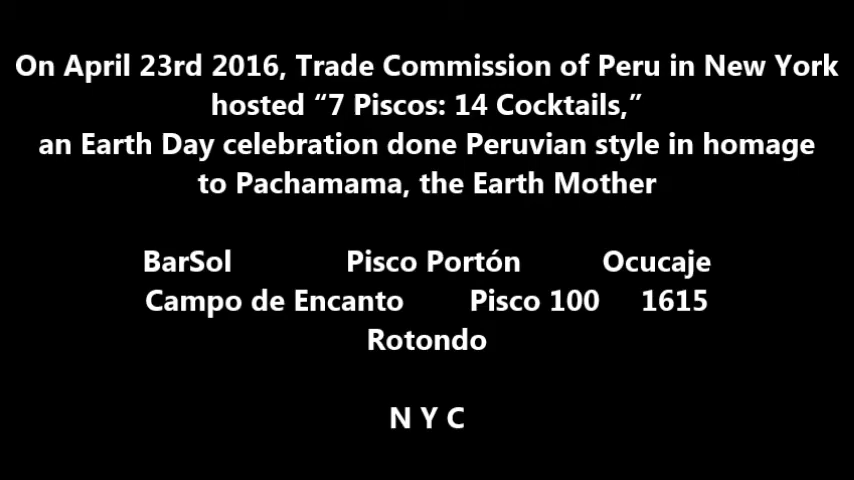 On April 23rd 2016, Trade Commission of Peru in New York
hosted “7 Piscos: 14 Cocktails,”
an Earth Day celebration done Peruvian style in homage
to Pachamama, the Earth Mother
BarSol Pisco Portón Ocucaje
Campo de Encanto Pisco 100 1615
Rotondo
N Y C